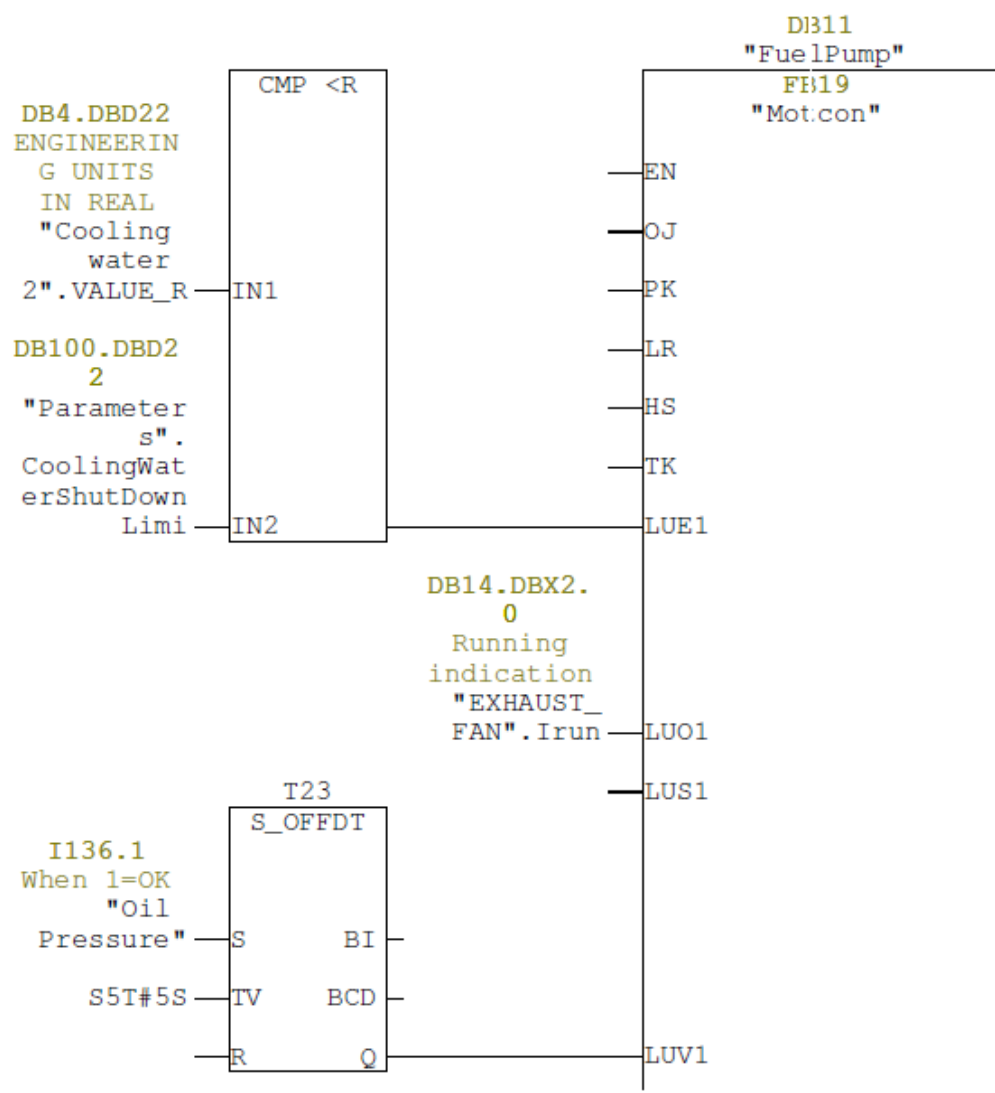 DB11
"FuelPump"
CMP <R
FB19
"Motcon"
DB4.DBD22
ENGINEERIN
G UNITS
IN REAL
"Cooling
water
2".VALUE_R
IN1
EN
OJ
PK
DB100.DBD2
2
"Parameter
s".
CoolingWat
erShutDown
Limi
IN2
LR
HS
TK
LUE1
DB14.DBX2.
0
Running
indication
"EXHAUST_
FAN".Irun
LUO1
LUS1
T23
S_OFFDT
I136.1
When 1=OK
"Oil
Pressure"
S
BI
S5T#5S
TV
BCD
R
Q
LUV1